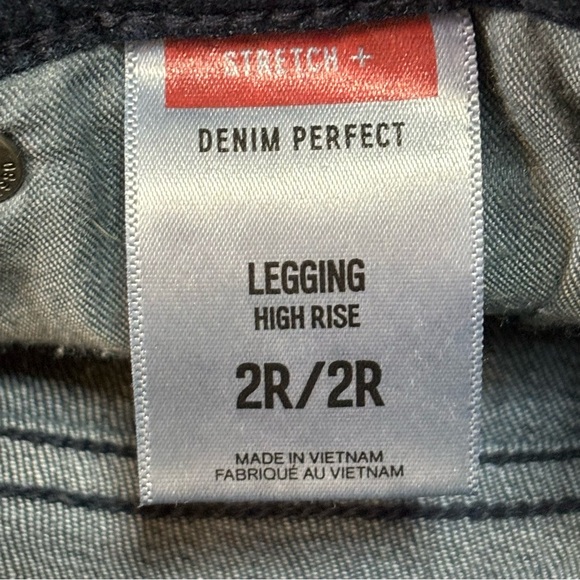 STRETCH +
DENIM PERFECT
LEGGING
HIGH RISE
2R/2R
MADE IN VIETNAM
FABRIQUÉ AU VIETNAM